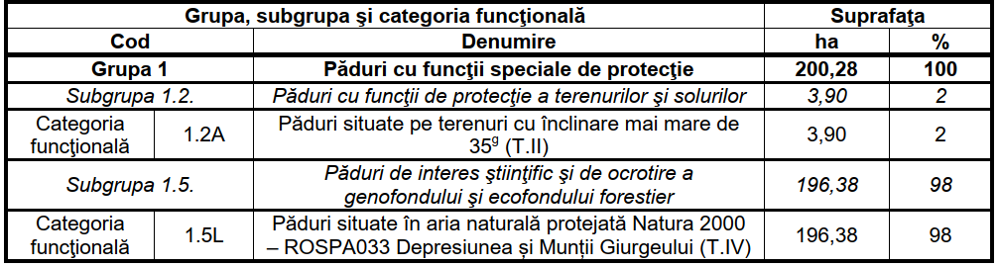 Grupa, subgrupa şi categoria funcţională Suprafaţa
Cod Denumire ha %
Grupa 1 Păduri cu funcţii speciale de protecţie 200,28 100
Subgrupa 1.2. Păduri cu funcţii de protecţie a terenurilor şi solurilor 3,90 2
Categoria funcţională 1.2A Păduri situate pe terenuri cu înclinare mai mare de
35g (T.II) 3,90 2
Subgrupa 1.5. Păduri de interes ştiinţific şi de ocrotire a
genofondului şi ecofondului forestier 196,38 98
Categoria funcţională 1.5L Păduri situate în aria naturală protejată Natura 2000
– ROSPA033 Depresiunea și Munții Giurgeului (T.IV) 196,38 98